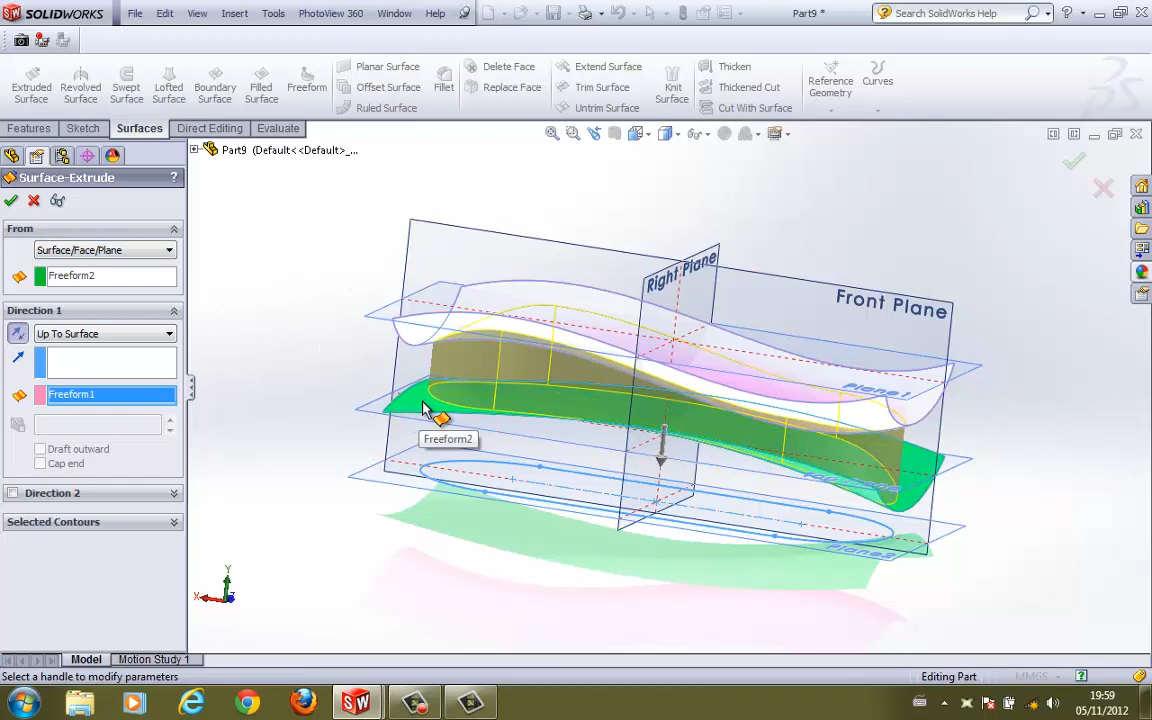 SOLIDWORKS
File Edit View Insert Tools PhotoView 360 Window Help
Part9 *
Search SolidWorks Help
Extruded Surface
Revolved Surface
Swept Surface
Lofted Surface
Boundary Surface
Filled Surface
Freeform
Planar Surface
Offset Surface
Ruled Surface
Fillet
Delete Face
Replace Face
Extend Surface
Trim Surface
Untrim Surface
Knit Surface
Thicken
Thickened Cut
Cut With Surface
Reference Geometry
Curves
Features Sketch Surfaces Direct Editing Evaluate
Part9 (Default<<Default>_...
Surface-Extrude ?
From
Surface/Face/Plane
Freeform2
Direction 1
Up To Surface
Freeform1
Draft outward
Cap end
Direction 2
Selected Contours
Right Plane
Front Plane
Plane1
Freeform2
Plane2
Y
X
Z
Model Motion Study 1
Select a handle to modify parameters
Editing Part
MMGS
19:59
05/11/2012